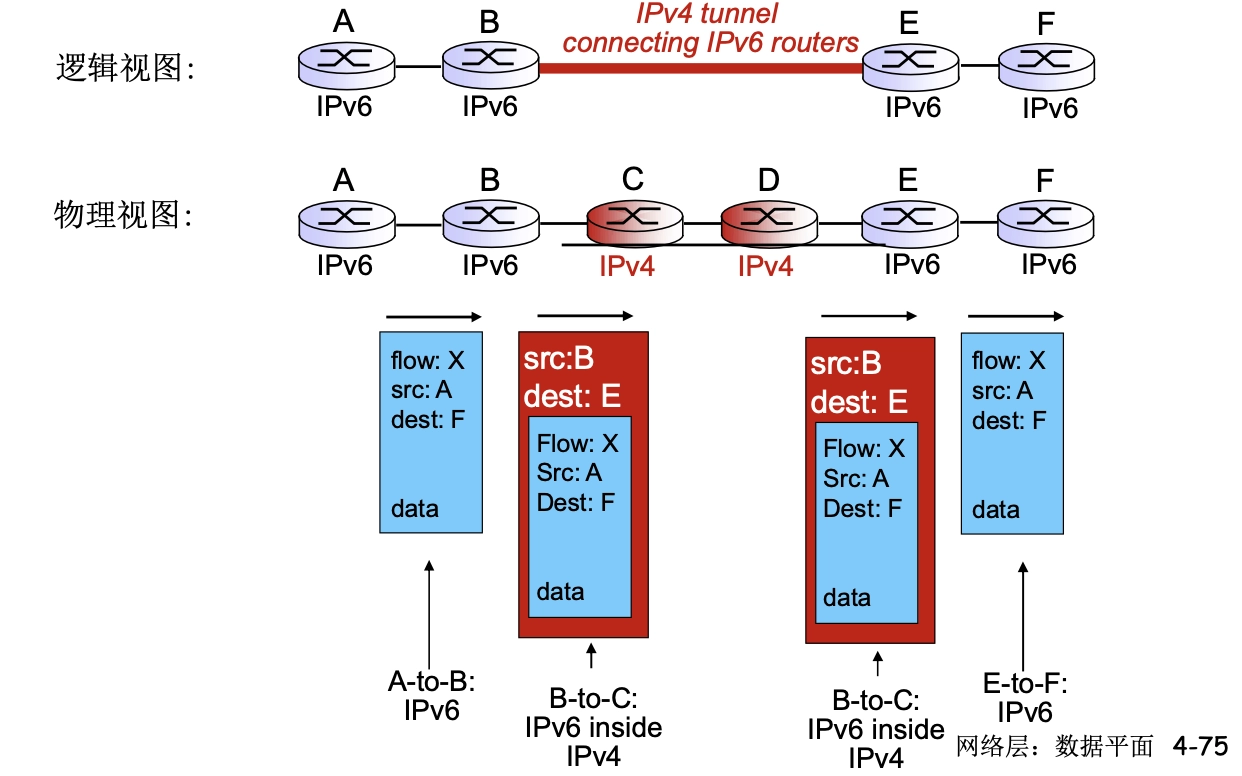 IPv4 tunnel
connecting IPv6 routers
逻辑视图:
A B E F
IPv6 IPv6 IPv6 IPv6
物理视图:
A B C D E F
IPv6 IPv6 IPv4 IPv4 IPv6 IPv6
flow: X
src: A
dest: F
data
src:B
dest: E
Flow: X
Src: A
Dest: F
data
src:B
dest: E
Flow: X
Src: A
Dest: F
data
flow: X
src: A
dest: F
data
A-to-B:
IPv6
B-to-C:
IPv6 inside
IPv4
B-to-C:
IPv6 inside
IPv4
E-to-F:
IPv6
网络层: 数据平面 4-75